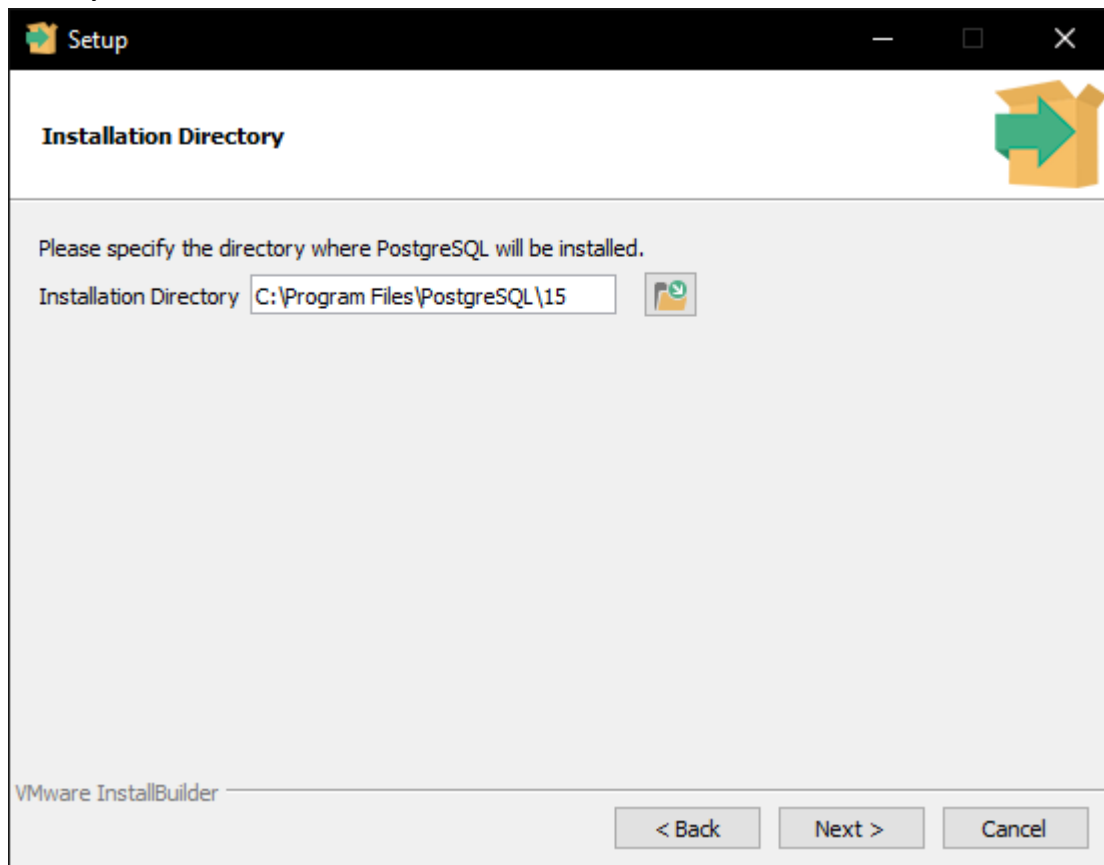 Setup
Installation Directory
Please specify the directory where PostgreSQL will be installed.
Installation Directory C:\Program Files\PostgreSQL\15
VMware InstallBuilder
< Back Next > Cancel